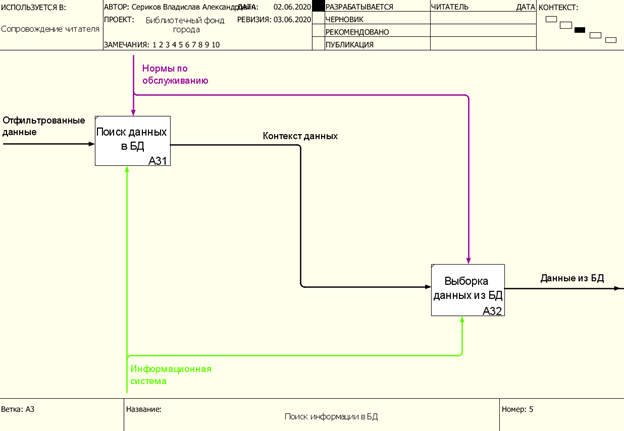 ИСПОЛЬЗУЕТСЯ В:
Сопровождение читателя
АВТОР: Сериков Владислав Александрович
ДАТА: 02.06.2020
ПРОЕКТ: Библиотечный фонд
города
РЕВИЗИЯ: 03.06.2020
ЗАМЕЧАНИЯ: 1 2 3 4 5 6 7 8 9 10
РАЗРАБАТЫВАЕТСЯ
ЧЕРНОВИК
РЕКОМЕНДОВАНО
ПУБЛИКАЦИЯ
ЧИТАТЕЛЬ ДАТА
КОНТЕКСТ:
Нормы по
обслуживанию
Отфильтрованные
данные
Поиск данных
в БД
A31
Контекст данных
Выборка
данных из БД
A32
Данные из БД
Информационная
система
Ветка: A3
Название:
Поиск информации в БД
Номер: 5